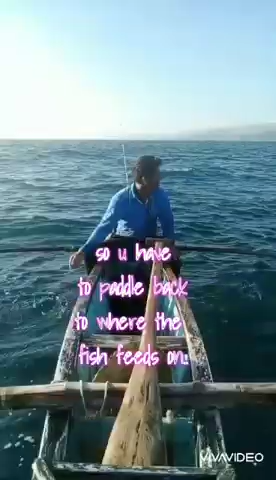 so u have
to paddle back
to where the
fish feeds on..
VIVAVIDEO